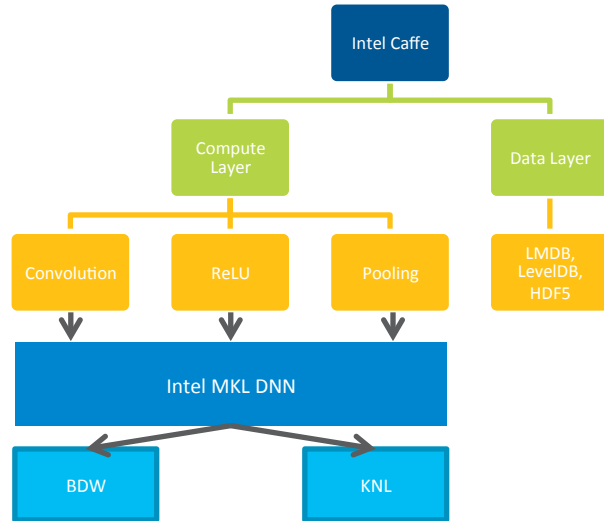 Intel Caffe
Compute
Layer
Data Layer
Convolution
ReLU
Pooling
LMDB,
LevelDB,
HDF5
Intel MKL DNN
BDW
KNL